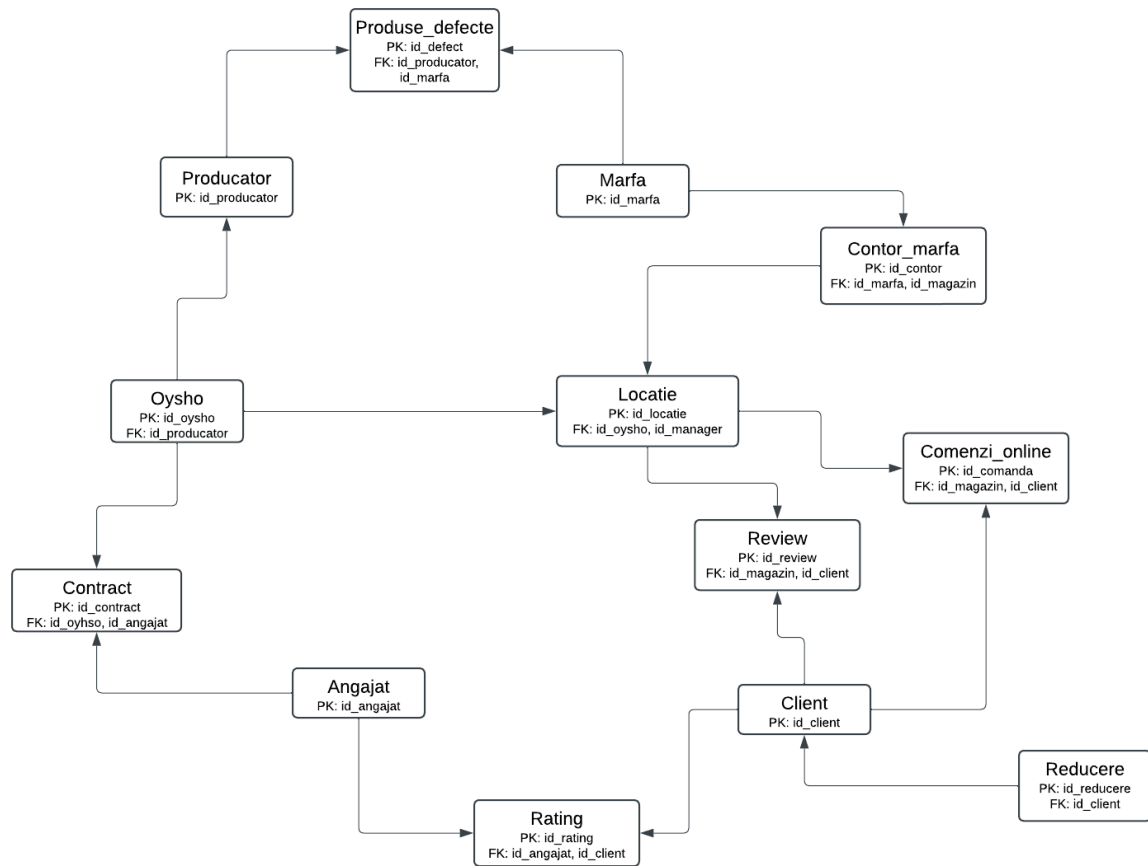 Produse_defecte
PK: id_defect
FK: id_producator,
id_marfa
Producator
PK: id_producator
Marfa
PK: id_marfa
Contor_marfa
PK: id_contor
FK: id_marfa, id_magazin
Oysho
PK: id_oysho
FK: id_producator
Locatie
PK: id_locatie
FK: id_oysho, id_manager
Comenzi_online
PK: id_comanda
FK: id_magazin, id_client
Review
PK: id_review
FK: id_magazin, id_client
Contract
PK: id_contract
FK: id_oyhso, id_angajat
Angajat
PK: id_angajat
Client
PK: id_client
Reducere
PK: id_reducere
FK: id_client
Rating
PK: id_rating
FK: id_angajat, id_client